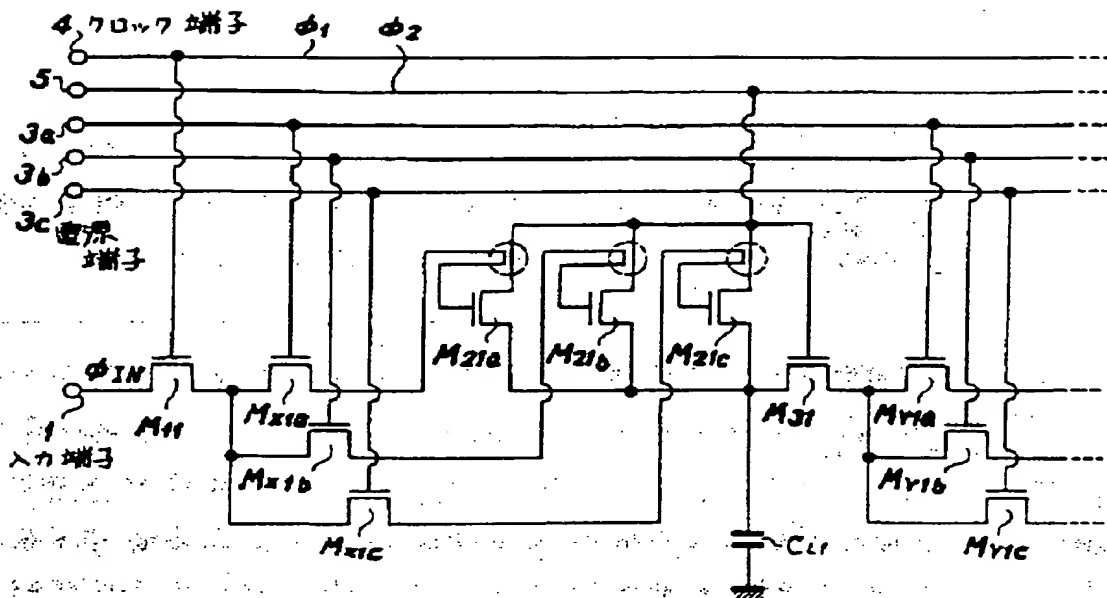 4 クロック端子 φ1 φ2
5
3a
3b
3c 電源
端子
M21a M21b M21c
φIN
M11 Mx1a M31 MY1a
1
入力端子
Mx1b MY1b
Mx1c CL1 MY1c